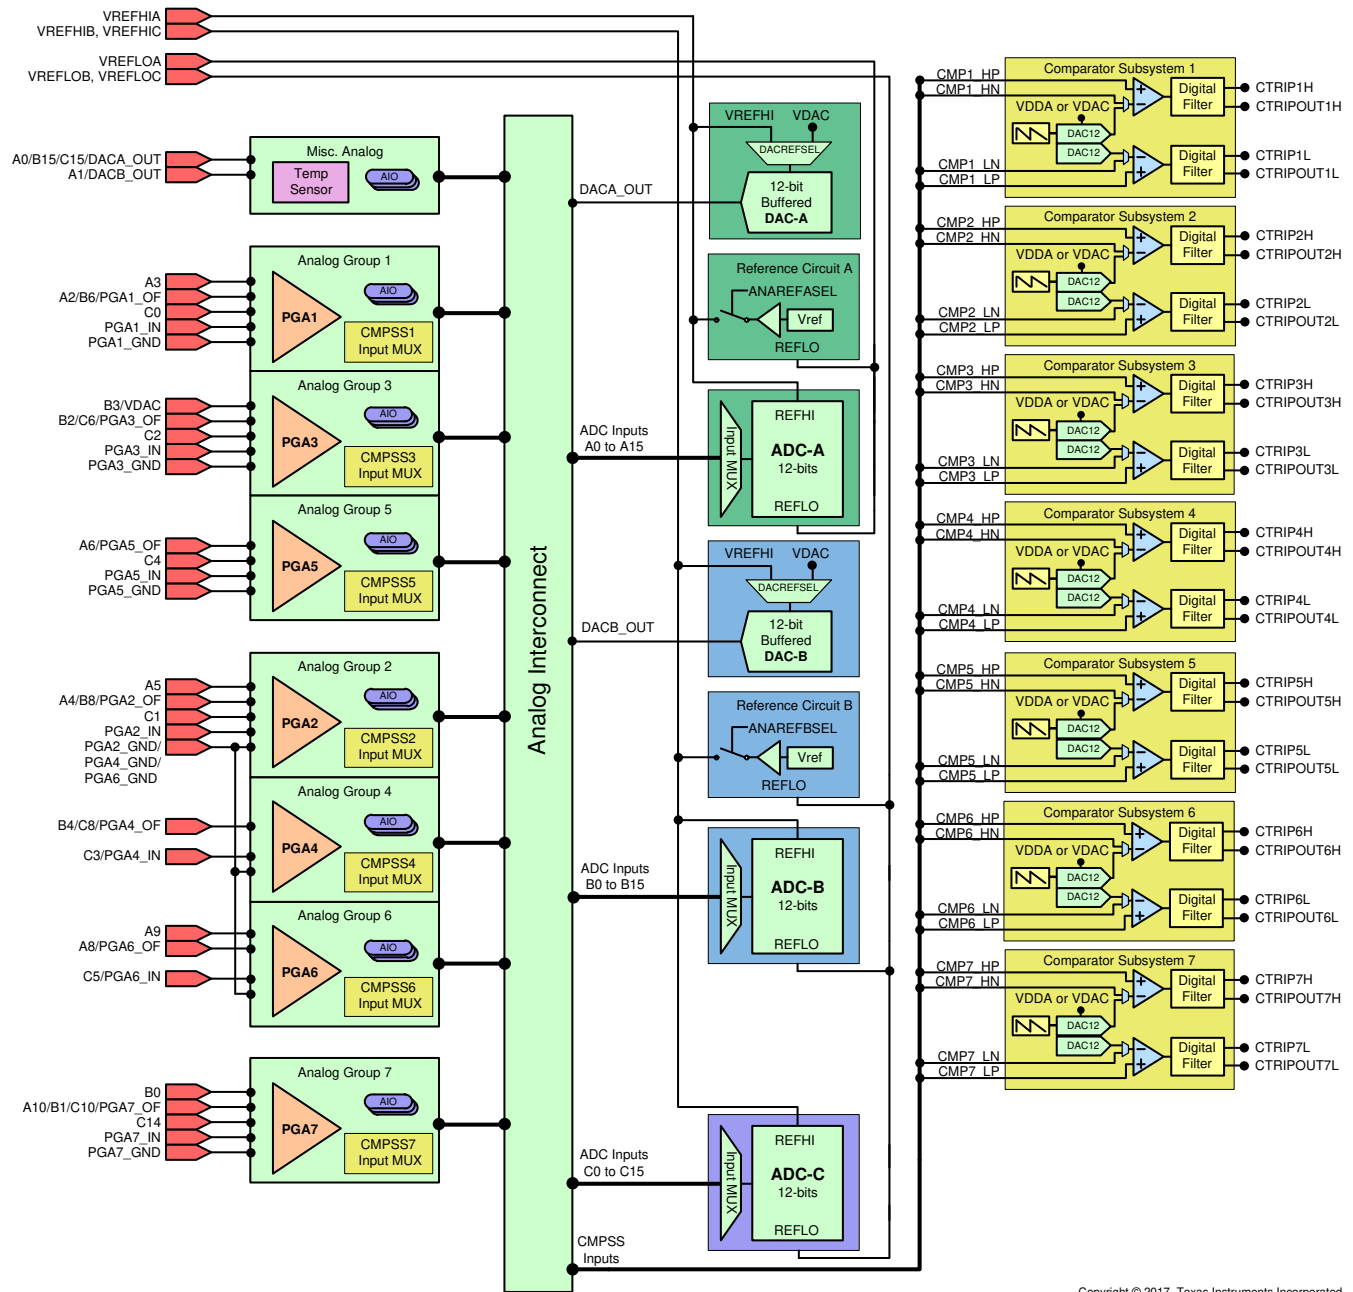 VREFHIA
VREFHIB, VREFHIC
VREFLOA
VREFLOB, VREFLOC
Misc. Analog
A0/B15/C15/DACA_OUT
A1/DACB_OUT
Temp
Sensor
AIO
Analog Group 1
A3
A2/B6/PGA1_OF
C0
PGA1_IN
PGA1_GND
PGA1
AIO
CMPSS1
Input MUX
Analog Group 3
B3/VDAC
B2/C6/PGA3_OF
C2
PGA3_IN
PGA3_GND
PGA3
AIO
CMPSS3
Input MUX
Analog Group 5
A6/PGA5_OF
C4
PGA5_IN
PGA5_GND
PGA5
AIO
CMPSS5
Input MUX
Analog Group 2
A5
A4/B8/PGA2_OF
C1
PGA2_IN
PGA2_GND/
PGA4_GND/
PGA6_GND
PGA2
AIO
CMPSS2
Input MUX
Analog Group 4
B4/C8/PGA4_OF
C3/PGA4_IN
PGA4
AIO
CMPSS4
Input MUX
Analog Group 6
A9
A8/PGA6_OF
C5/PGA6_IN
PGA6
AIO
CMPSS6
Input MUX
Analog Group 7
B0
A10/B1/C10/PGA7_OF
C14
PGA7_IN
PGA7_GND
PGA7
AIO
CMPSS7
Input MUX
Analog Interconnect
DACA_OUT
ADC Inputs
A0 to A15
DACB_OUT
ADC Inputs
B0 to B15
ADC Inputs
C0 to C15
CMPSS
Inputs
VREFHI VDAC
DACREFSEL
12-bit
Buffered
DAC-A
Reference Circuit A
ANAREFASEL
Vref
REFLO
Input MUX
REFHI
ADC-A
12-bits
REFLO
VREFHI VDAC
DACREFSEL
12-bit
Buffered
DAC-B
Reference Circuit B
ANAREFBSEL
Vref
REFLO
Input MUX
REFHI
ADC-B
12-bits
REFLO
Input MUX
REFHI
ADC-C
12-bits
REFLO
Comparator Subsystem 1
CMP1_HP
CMP1_HN
VDDA or VDAC
DAC12
DAC12
CMP1_LN
CMP1_LP
Digital
Filter
Digital
Filter
CTRIP1H
CTRIPOUT1H
CTRIP1L
CTRIPOUT1L
Comparator Subsystem 2
CMP2_HP
CMP2_HN
VDDA or VDAC
DAC12
DAC12
CMP2_LN
CMP2_LP
Digital
Filter
Digital
Filter
CTRIP2H
CTRIPOUT2H
CTRIP2L
CTRIPOUT2L
Comparator Subsystem 3
CMP3_HP
CMP3_HN
VDDA or VDAC
DAC12
DAC12
CMP3_LN
CMP3_LP
Digital
Filter
Digital
Filter
CTRIP3H
CTRIPOUT3H
CTRIP3L
CTRIPOUT3L
Comparator Subsystem 4
CMP4_HP
CMP4_HN
VDDA or VDAC
DAC12
DAC12
CMP4_LN
CMP4_LP
Digital
Filter
Digital
Filter
CTRIP4H
CTRIPOUT4H
CTRIP4L
CTRIPOUT4L
Comparator Subsystem 5
CMP5_HP
CMP5_HN
VDDA or VDAC
DAC12
DAC12
CMP5_LN
CMP5_LP
Digital
Filter
Digital
Filter
CTRIP5H
CTRIPOUT5H
CTRIP5L
CTRIPOUT5L
Comparator Subsystem 6
CMP6_HP
CMP6_HN
VDDA or VDAC
DAC12
DAC12
CMP6_LN
CMP6_LP
Digital
Filter
Digital
Filter
CTRIP6H
CTRIPOUT6H
CTRIP6L
CTRIPOUT6L
Comparator Subsystem 7
CMP7_HP
CMP7_HN
VDDA or VDAC
DAC12
DAC12
CMP7_LN
CMP7_LP
Digital
Filter
Digital
Filter
CTRIP7H
CTRIPOUT7H
CTRIP7L
CTRIPOUT7L
Copyright © 2017, Texas Instruments Incorporated